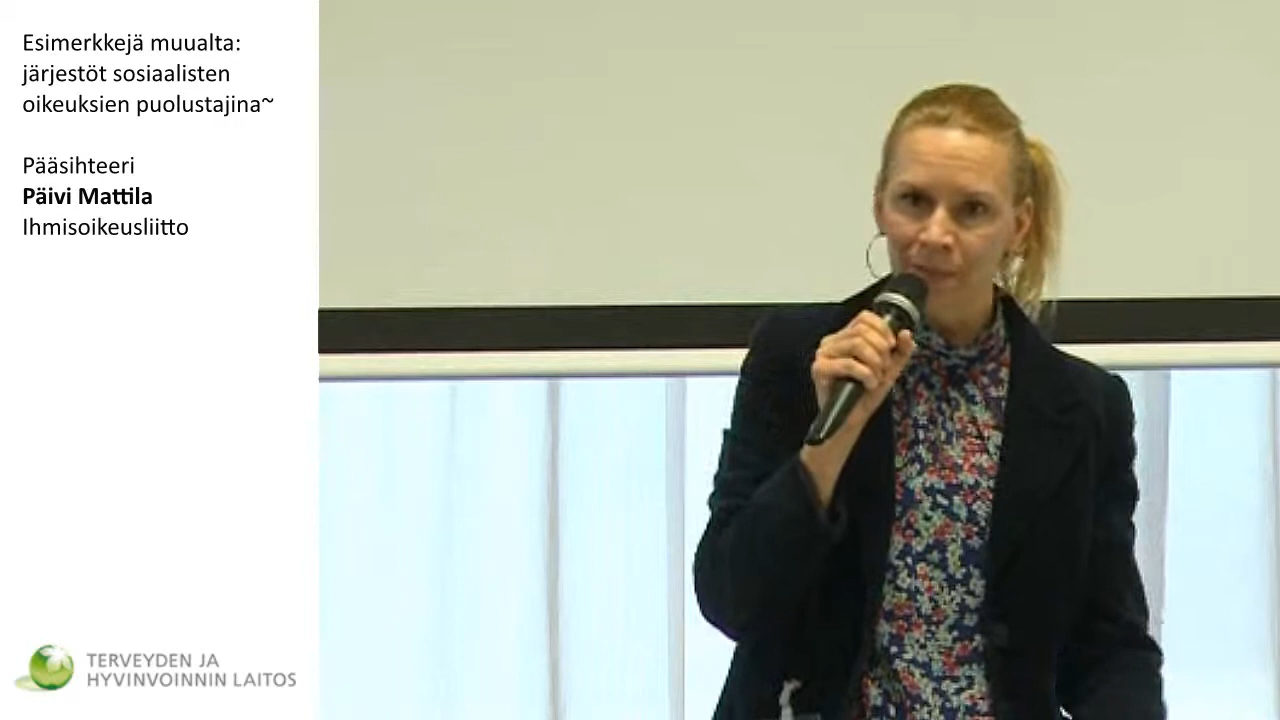 Esimerkkejä muualta:
järjestöt sosiaalisten
oikeuksien puolustajina~
Pääsihteeri
Päivi Mattila
Ihmisoikeusliitto
TERVEYDEN JA
HYVINVOINNIN LAITOS